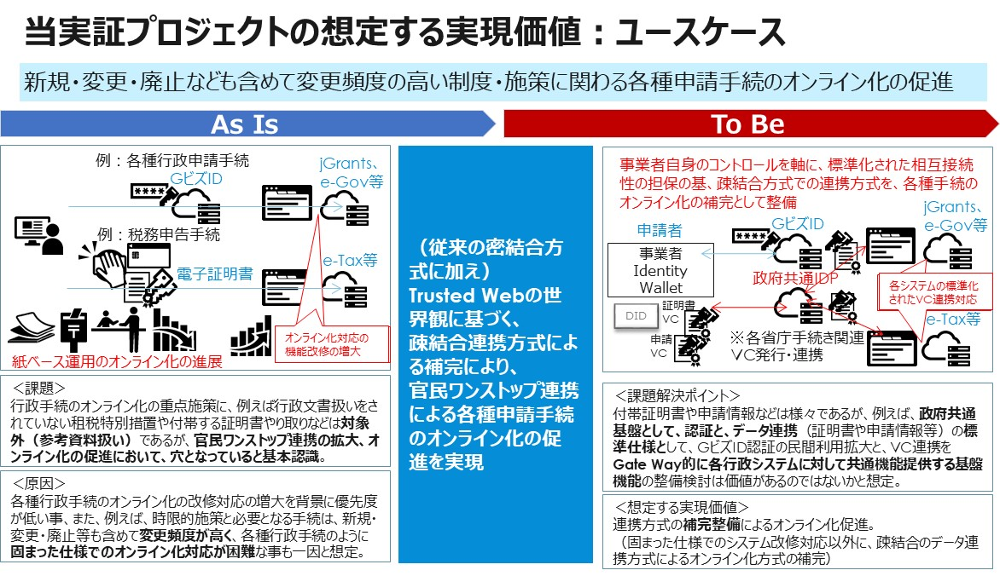 当実証プロジェクトの想定する実現価値：ユースケース
新規・変更・廃止なども含めて変更頻度の高い制度・施策に関わる各種申請手続のオンライン化の促進
As Is
To Be
例：各種行政申請手続
GビズID
jGrants、
e-Gov等
****
例：税務申告手続
電子証明書
e-Tax等
オンライン化対応の
機能改修の増大
紙ベース運用のオンライン化の進展
＜課題＞
行政手続のオンライン化の重点施策に、例えば行政文書扱いをさ
れていない租税特別措置や付帯する証明書やり取りなどは対象
外（参考資料扱い）であるが、官民ワンストップ連携の拡大、オ
ンライン化の促進において、穴となっていると基本認識。
＜原因＞
各種行政手続のオンライン化の改修対応の増大を背景に優先度
が低い事、また、例えば、時限的施策と必要となる手続は、新規・
変更・廃止等も含めて変更頻度が高く、各種行政手続のように
固まった仕様でのオンライン化対応が困難な事も一因と想定。
（従来の密結合方
式に加え）
Trusted Webの世
界観に基づく、
疎結合連携方式によ
る補完により、
官民ワンストップ連携
による各種申請手続
のオンライン化の促
進を実現
事業者自身のコントロールを軸に、標準化された相互接続
性の担保の基、疎結合方式での連携方式を、各種手続の
オンライン化の補完として整備
申請者
事業者
Identity
Wallet
DID
証明書
VC
申請
VC
****
GビズID
政府共通IDP
jGrants、
e-Gov等
各システムの標準化
されたVC連携対応
e-Tax等
※各省庁手続き関連
VC発行・連携
＜課題解決ポイント＞
付帯証明書や申請情報などは様々であるが、例えば、政府共通
基盤として、認証と、データ連携（証明書や申請情報等）の標
準仕様として、GビズID認証の民間利用拡大と、VC連携を
Gate Way的に各行政システムに対して共通機能提供する基盤
機能の整備検討は価値があるのではないかと想定。
＜想定する実現価値＞
連携方式の補完整備によるオンライン化促進。
（固まった仕様でのシステム改修対応以外に、疎結合のデータ連
携方式によるオンライン化方式の補完）